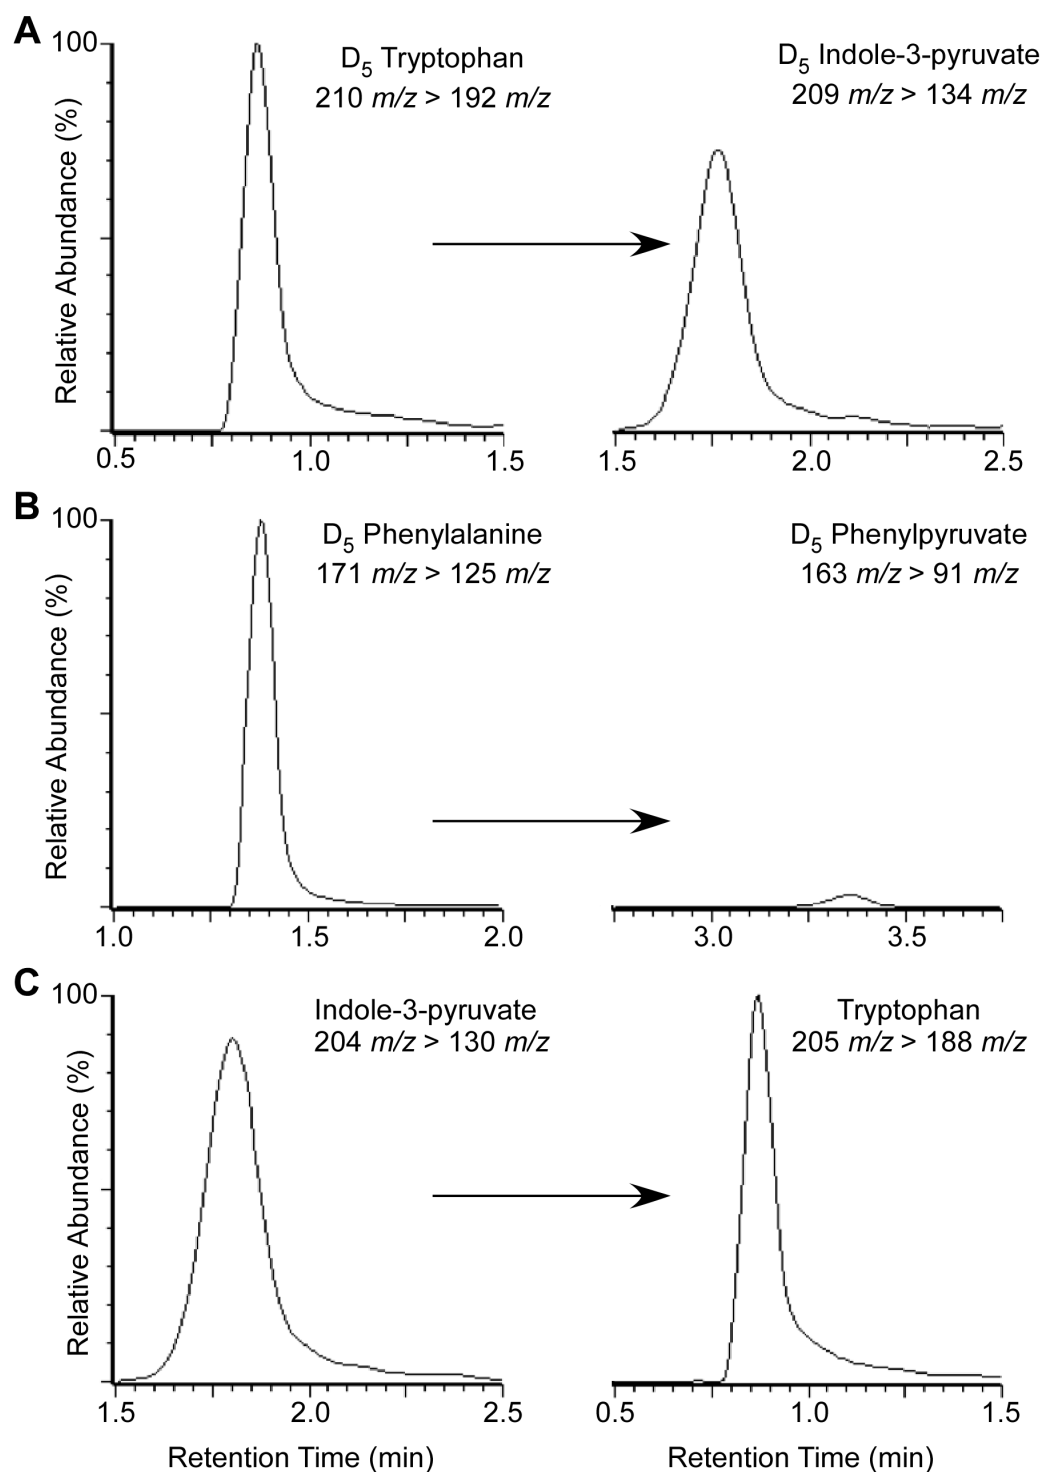 A
100
Relative Abundance (%)
D5 Tryptophan
210 m/z > 192 m/z
D5 Indole-3-pyruvate
209 m/z > 134 m/z
0.5 1.0 1.5
1.5 2.0 2.5
B
100
Relative Abundance (%)
D5 Phenylalanine
171 m/z > 125 m/z
D5 Phenylpyruvate
163 m/z > 91 m/z
1.0 1.5 2.0
3.0 3.5
C
100
Relative Abundance (%)
Indole-3-pyruvate
204 m/z > 130 m/z
Tryptophan
205 m/z > 188 m/z
1.5 2.0 2.5
0.5 1.0 1.5
Retention Time (min)
Retention Time (min)